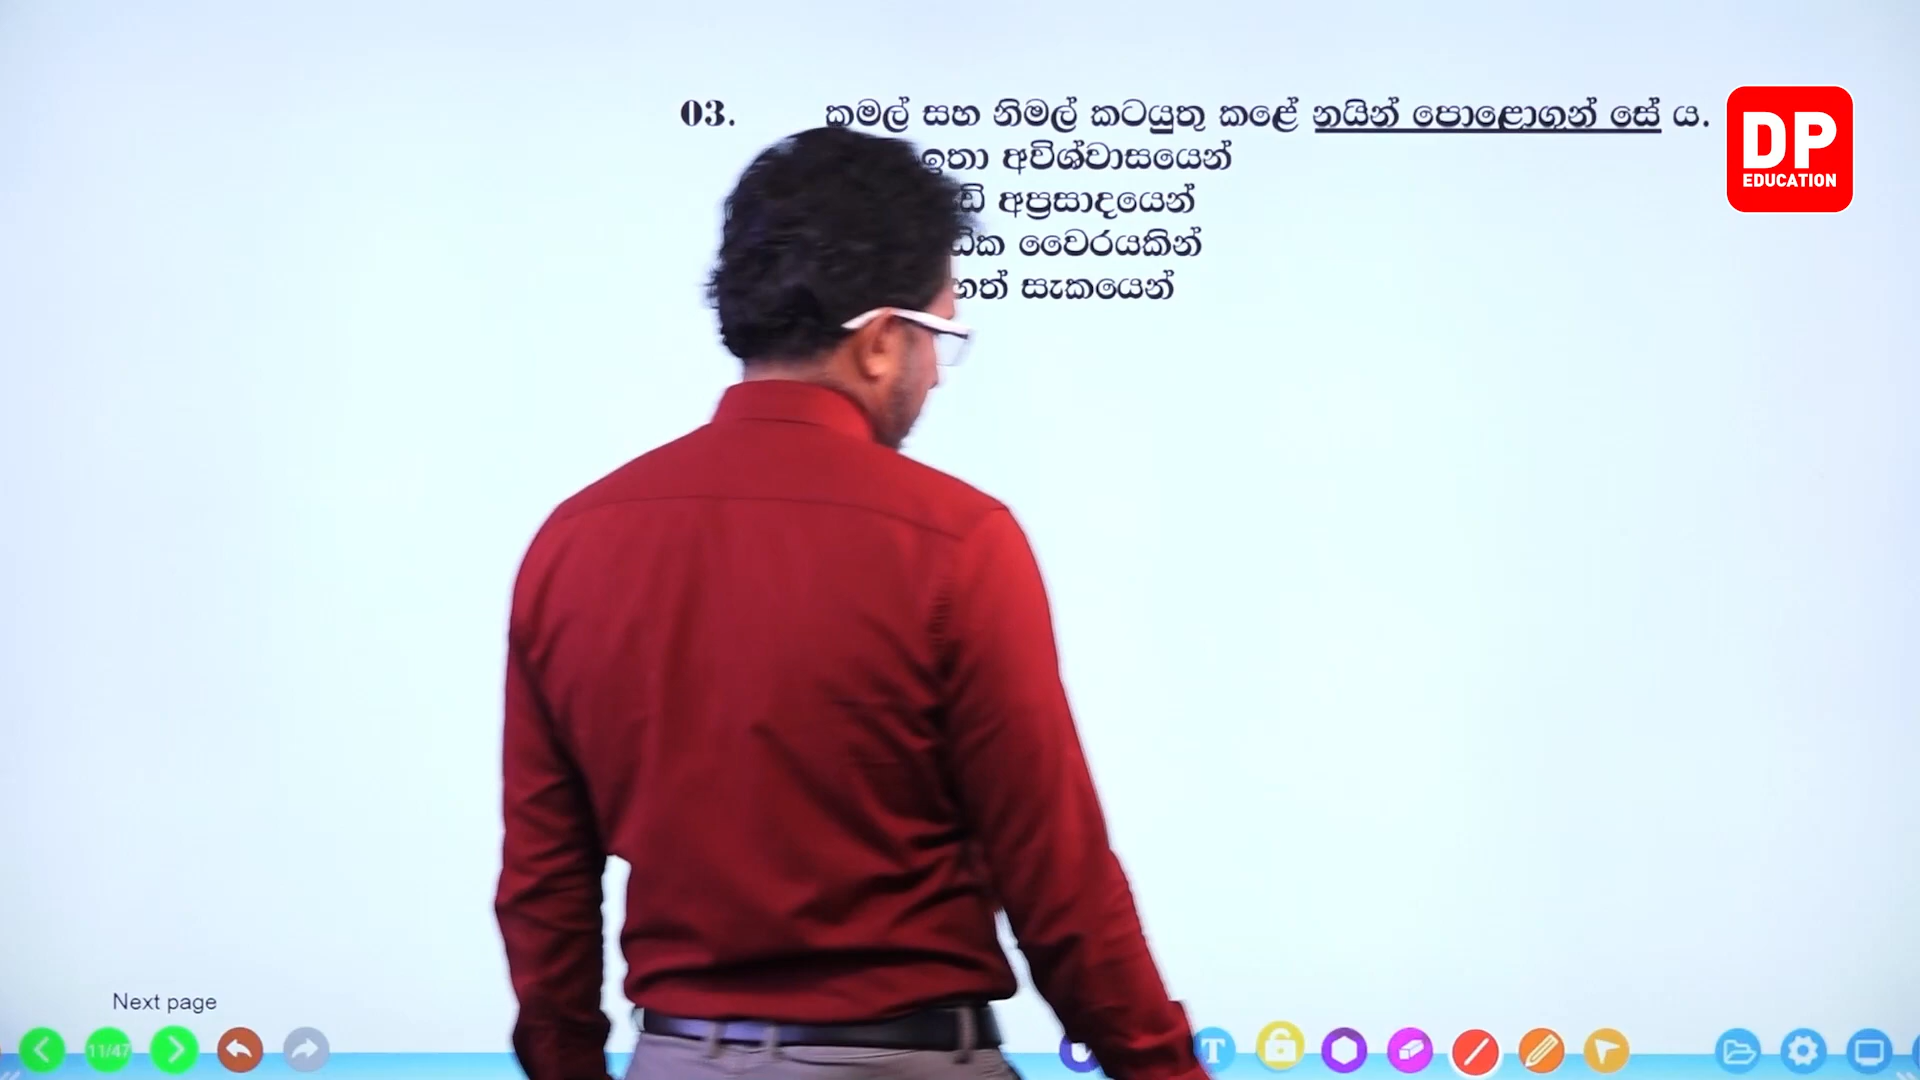 03. කමල් සහ නිමල් කටයුතු කළේ නයින් පොළොගුන් සේ ය.
ඉතා අවිශ්වාසයෙන්
අප්‍රසාදයෙන්
වෛරයකින්
සැකයෙන්
DP
EDUCATION
Next page
11/47
T